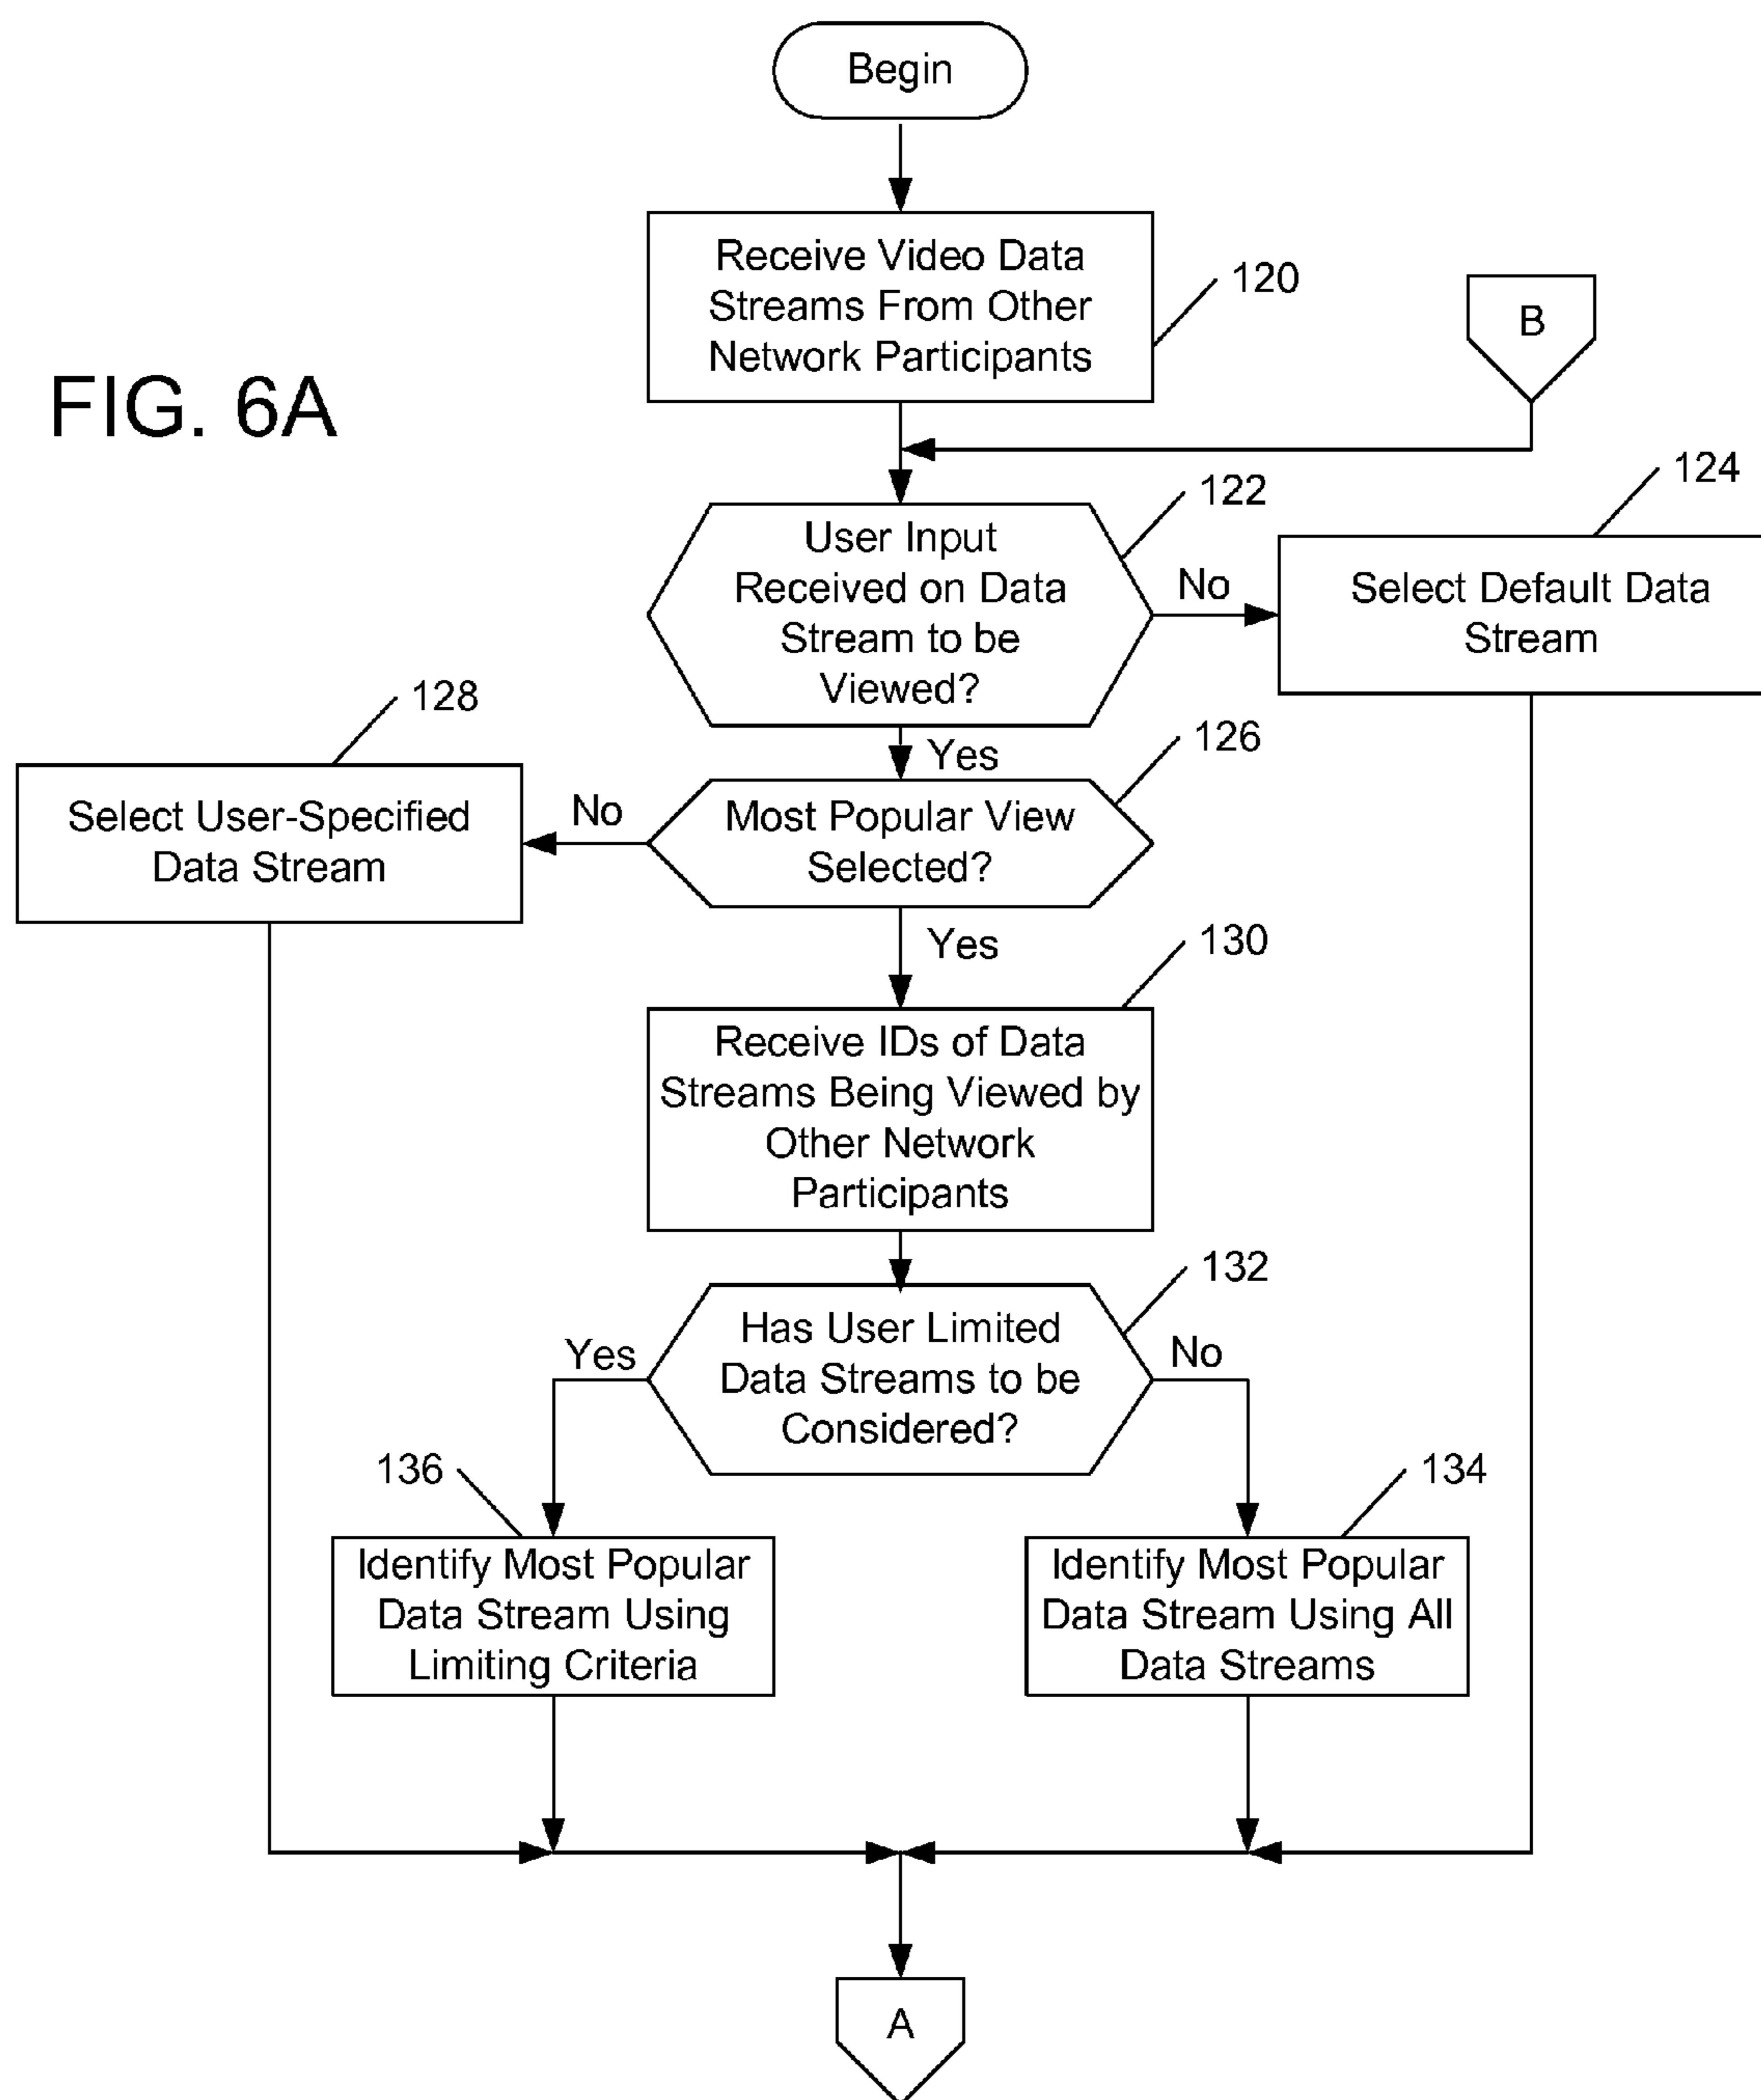 Begin
Receive Video Data
Streams From Other
Network Participants
120
B
FIG. 6A
122
124
User Input
Received on Data
Stream to be
Viewed?
No
Select Default Data
Stream
Yes
126
128
Select User-Specified
Data Stream
No
Most Popular View
Selected?
Yes
130
Receive IDs of Data
Streams Being Viewed by
Other Network
Participants
132
Has User Limited
Data Streams to be
Considered?
Yes
No
136
134
Identify Most Popular
Data Stream Using
Limiting Criteria
Identify Most Popular
Data Stream Using All
Data Streams
A